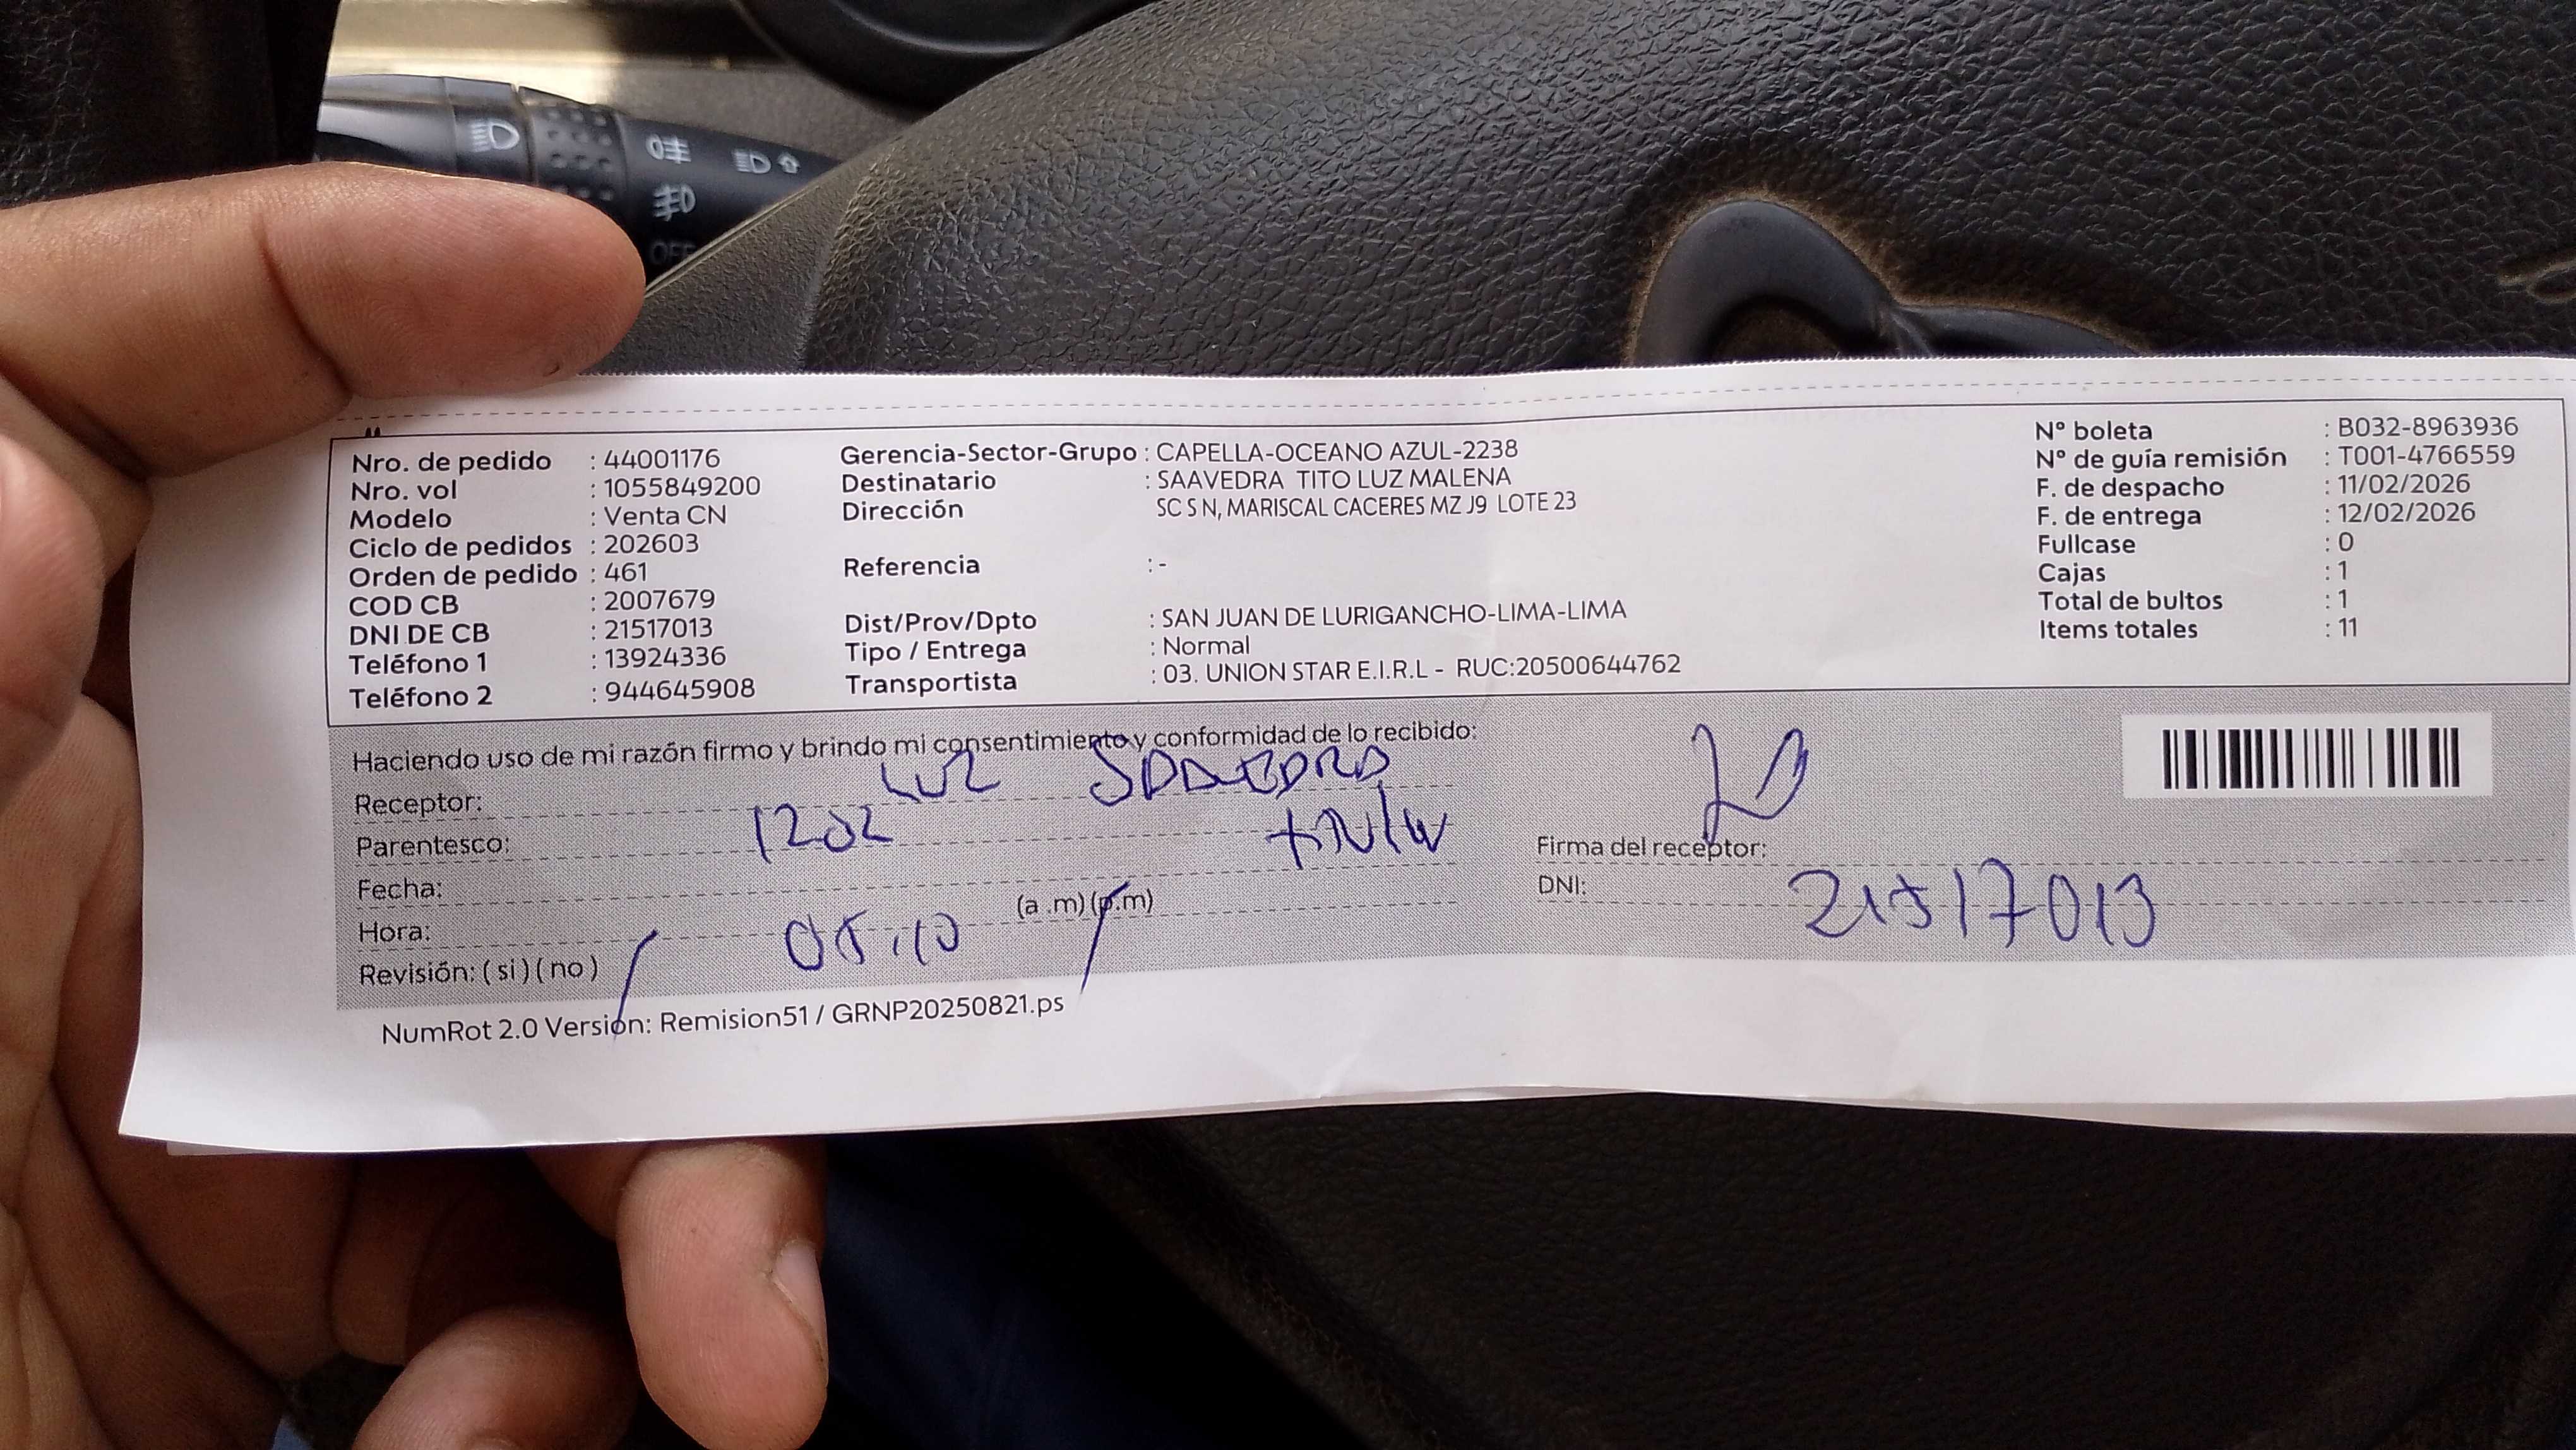 Nro. de pedido : 44001176
Nro. vol : 1055849200
Modelo : Venta CN
Ciclo de pedidos : 202603
Orden de pedido : 461
COD CB : 2007679
DNI DE CB : 21517013
Teléfono 1 : 13924336
Teléfono 2 : 944645908
Gerencia-Sector-Grupo : CAPELLA-OCEANO AZUL-2238
Destinatario : SAAVEDRA TITO LUZ MALENA
Dirección SC S N, MARISCAL CACERES MZ J9 LOTE 23
Referencia : -
Dist/Prov/Dpto : SAN JUAN DE LURIGANCHO-LIMA-LIMA
Tipo / Entrega : Normal
Transportista : 03. UNION STAR E.I.R.L - RUC:20500644762
N° boleta : B032-8963936
N° de guía remisión : T001-4766559
F. de despacho : 11/02/2026
F. de entrega : 12/02/2026
Fullcase : 0
Cajas : 1
Total de bultos : 1
Items totales : 11
Haciendo uso de mi razón firmo y brindo mi consentimiento y conformidad de lo recibido:
Receptor: LUZ SAAVEDRA
Parentesco: 1202
Fecha:
Hora: (a .m) (p.m)
Revisión: ( si ) ( no )
Firma del receptor:
DNI: 21517013
NumRot 2.0 Version: Remision51 / GRNP20250821.ps
OFF